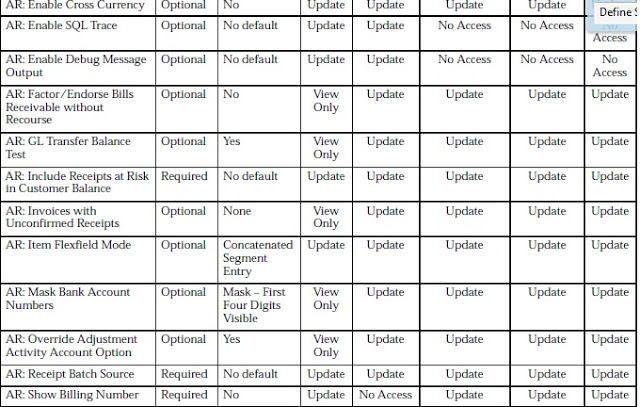 AR: Enable Cross Currency Optional No Update Update Update Update
Define S
AR: Enable SQL Trace Optional No default Update Update No Access No Access No
Access
AR: Enable Debug Message Optional No default Update Update No Access No Access No
Output Access
AR: Factor/Endorse Bills Optional No View Update Update Update Update
Receivable without Only
Recourse
AR: GL Transfer Balance Optional Yes View Update Update Update Update
Test Only
AR: Include Receipts at Risk Required No default Update Update Update Update Update
in Customer Balance
AR: Invoices with Optional None View Update Update Update Update
Unconfirmed Receipts Only
AR: Item Flexfield Mode Optional Concatenated Update Update Update Update Update
Segment
Entry
AR: Mask Bank Account Optional Mask – First View Update Update Update Update
Numbers Four Digits Only
Visible
AR: Override Adjustment Optional Yes View Update Update Update Update
Activity Account Option Only
AR: Receipt Batch Source Required No default Update Update Update Update Update
AR: Show Billing Number Required No Update No Access Update Update Update